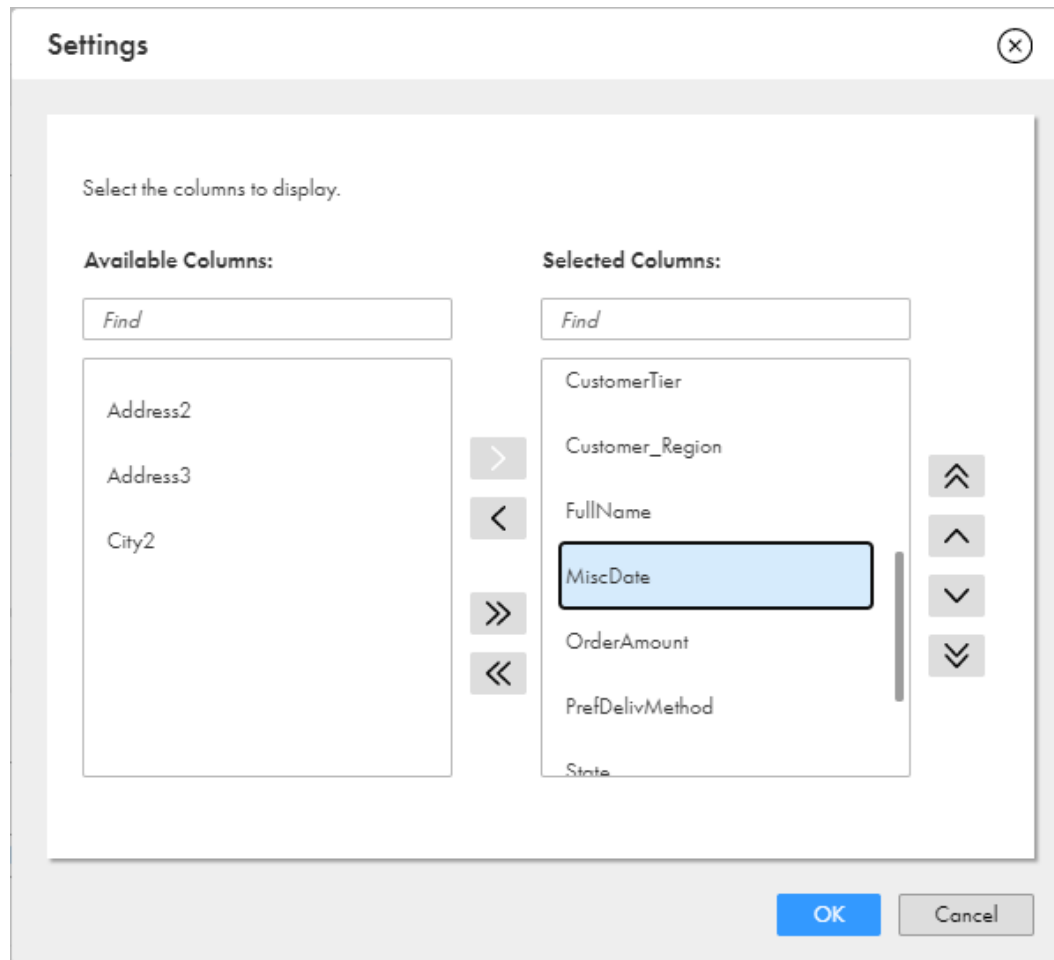 Settings
Select the columns to display.
Available Columns:
Find
Address2
Address3
City2
Selected Columns:
Find
CustomerTier
Customer_Region
FullName
MiscDate
OrderAmount
PrefDelivMethod
State
OK
Cancel